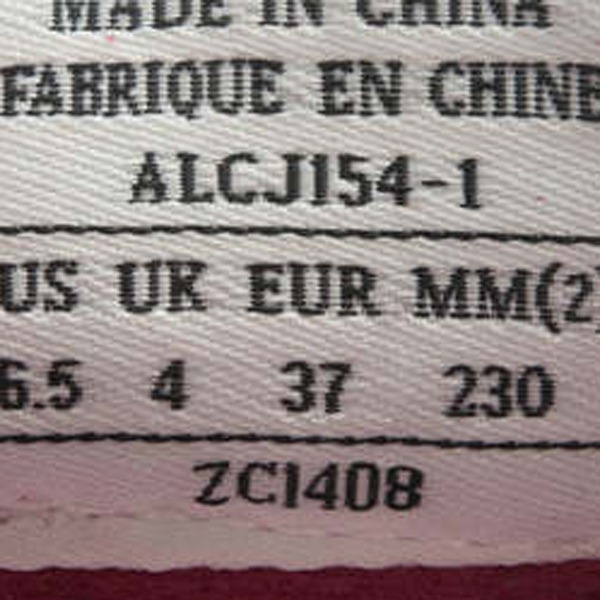 MADE IN CHINA
FABRIQUE EN CHINE
ALCJ154-1
US UK EUR MM(2)
6.5 4 37 230
ZC1408